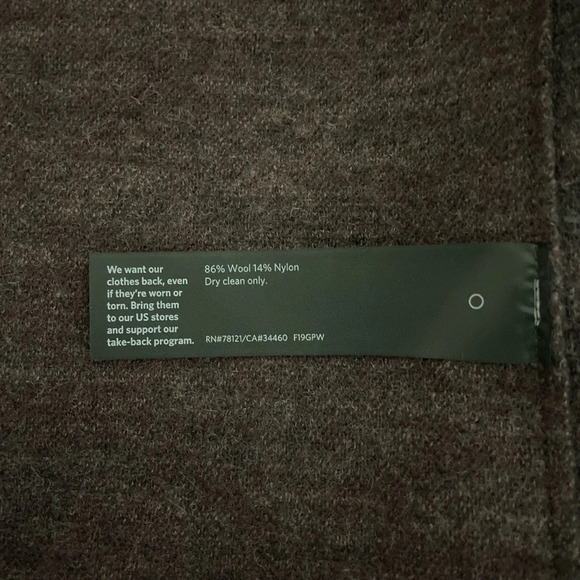 We want our
clothes back, even
if they're worn or
torn. Bring them
to our US stores
and support our
take-back program.
86% Wool 14% Nylon
Dry clean only.
RN#78121/CA#34460 F19GPW